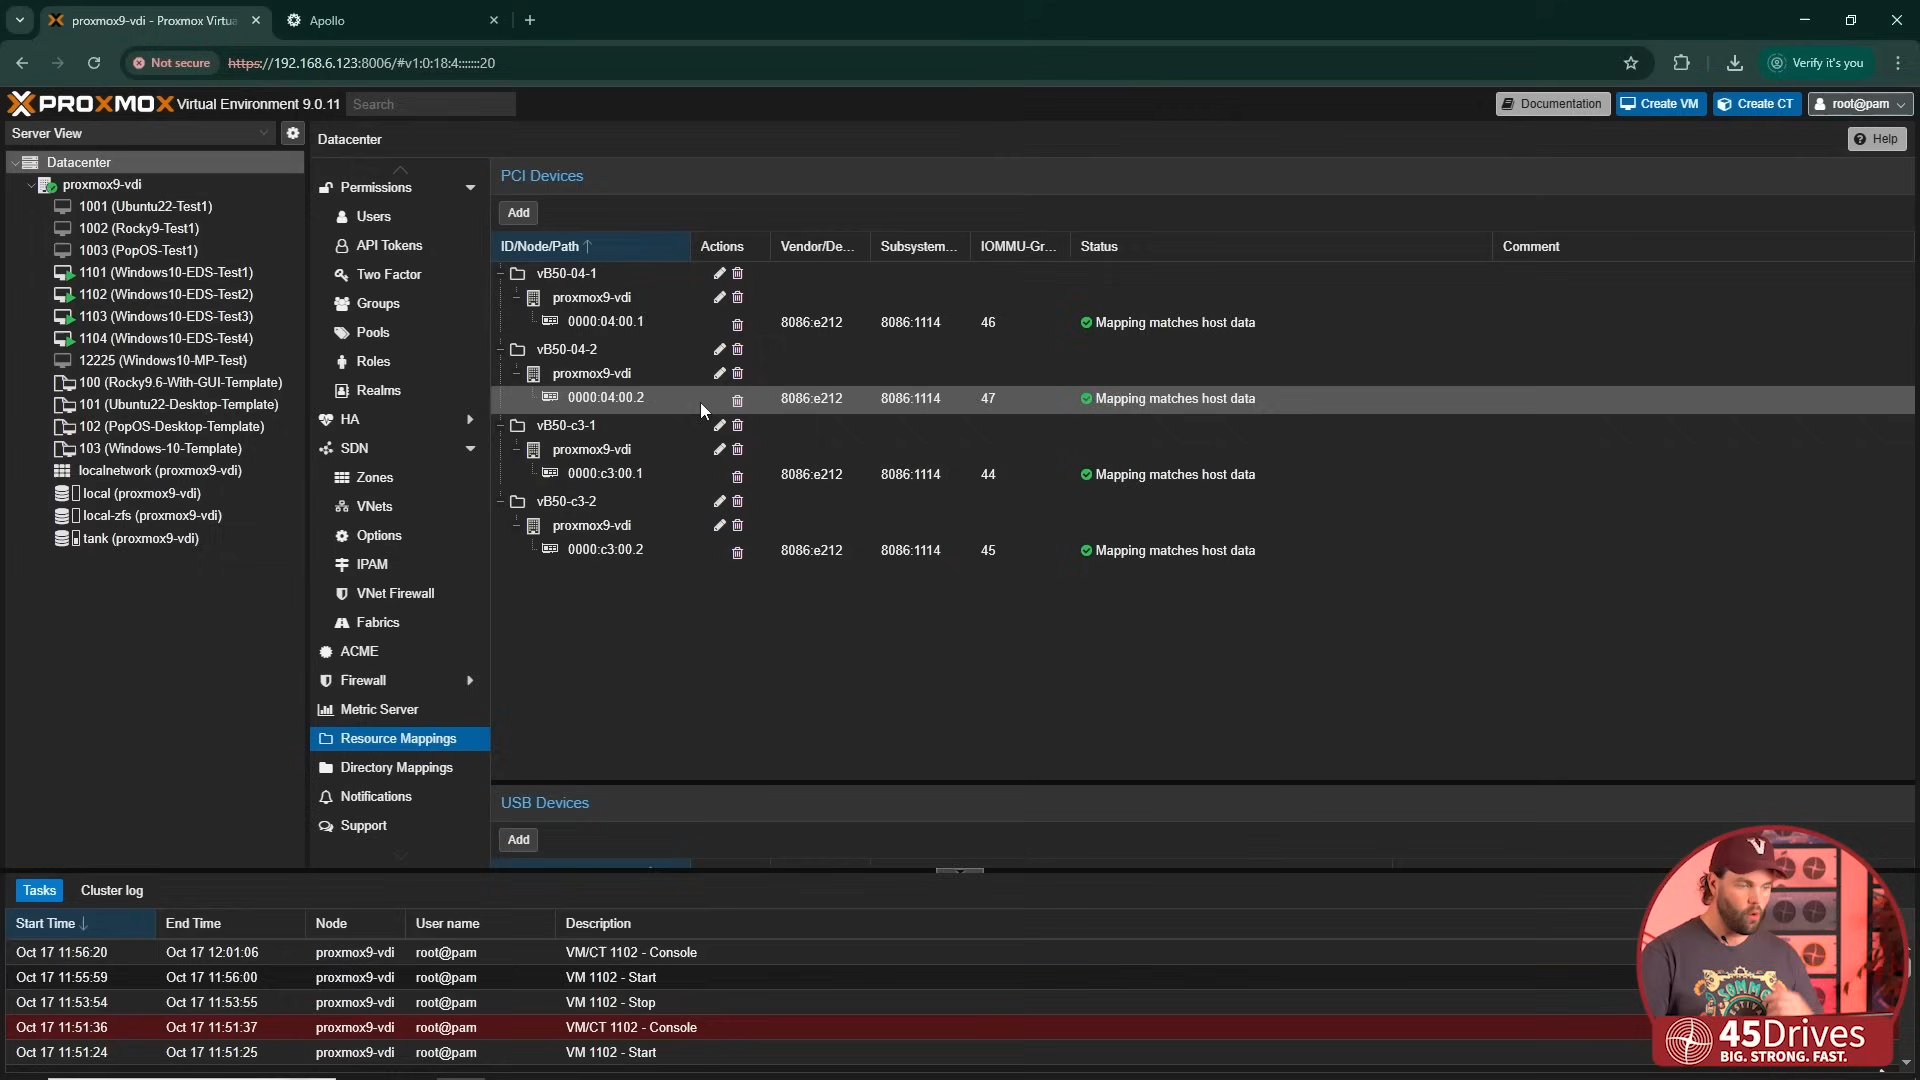 proxmox9-vdi - Proxmox Virtua
Apollo
Not secure
https://192.168.6.123:8006/#v1:0:18:4:::::::20
Verify it's you
PROXMOX Virtual Environment 9.0.11
Search
Documentation
Create VM
Create CT
root@pam
Server View
Datacenter
Help
Datacenter
proxmox9-vdi
1001 (Ubuntu22-Test1)
1002 (Rocky9-Test1)
1003 (PopOS-Test1)
1101 (Windows10-EDS-Test1)
1102 (Windows10-EDS-Test2)
1103 (Windows10-EDS-Test3)
1104 (Windows10-EDS-Test4)
12225 (Windows10-MP-Test)
100 (Rocky9.6-With-GUI-Template)
101 (Ubuntu22-Desktop-Template)
102 (PopOS-Desktop-Template)
103 (Windows-10-Template)
localnetwork (proxmox9-vdi)
local (proxmox9-vdi)
local-zfs (proxmox9-vdi)
tank (proxmox9-vdi)
Permissions
Users
API Tokens
Two Factor
Groups
Pools
Roles
Realms
HA
SDN
Zones
VNets
Options
IPAM
VNet Firewall
Fabrics
ACME
Firewall
Metric Server
Resource Mappings
Directory Mappings
Notifications
Support
PCI Devices
Add
ID/Node/Path Actions Vendor/De... Subsystem... IOMMU-Gr... Status Comment
vB50-04-1
proxmox9-vdi
0000:04:00.1 8086:e212 8086:1114 46 Mapping matches host data
vB50-04-2
proxmox9-vdi
0000:04:00.2 8086:e212 8086:1114 47 Mapping matches host data
vB50-c3-1
proxmox9-vdi
0000:c3:00.1 8086:e212 8086:1114 44 Mapping matches host data
vB50-c3-2
proxmox9-vdi
0000:c3:00.2 8086:e212 8086:1114 45 Mapping matches host data
USB Devices
Add
Tasks Cluster log
Start Time End Time Node User name Description
Oct 17 11:56:20 Oct 17 12:01:06 proxmox9-vdi root@pam VM/CT 1102 - Console
Oct 17 11:55:59 Oct 17 11:56:00 proxmox9-vdi root@pam VM 1102 - Start
Oct 17 11:53:54 Oct 17 11:53:55 proxmox9-vdi root@pam VM 1102 - Stop
Oct 17 11:51:36 Oct 17 11:51:37 proxmox9-vdi root@pam VM/CT 1102 - Console
Oct 17 11:51:24 Oct 17 11:51:25 proxmox9-vdi root@pam VM 1102 - Start
45Drives
BIG. STRONG. FAST.